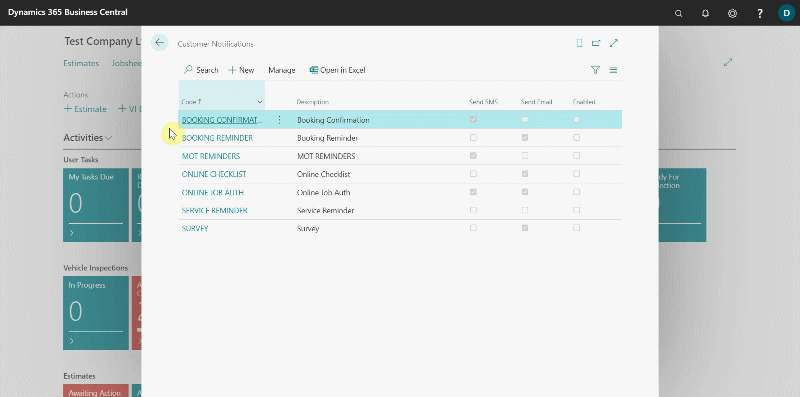 Dynamics 365 Business Central
? D
Test Company L
Customer Notifications
Estimates Jobshee
Search + New Manage Open in Excel
Actions
+ Estimate + VI
Code ↑ Description Send SMS Send Email Enabled
BOOKING CONFIRMAT... Booking Confirmation
BOOKING REMINDER Booking Reminder
MOT REMINDERS MOT REMINDERS
ONLINE CHECKLIST Online Checklist
ONLINE JOB AUTH Online Job Auth
SERVICE REMINDER Service Reminder
SURVEY Survey
Activities
User Tasks
My Tasks Due
0
ady For
pection
Vehicle Inspections
In Progress
0
Estimates
Awaiting Action